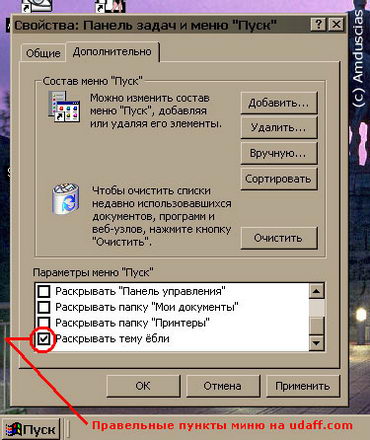 Свойства: Панель задач и меню "Пуск"
(c) Amduscias
Общие
Дополнительно
Состав меню "Пуск"
Можно изменить состав
меню "Пуск", добавляя
или удаляя его элементы.
Добавить...
Удалить...
Вручную...
Сортировать
Чтобы очистить списки
недавно использовавшихся
документов, программ и
веб-узлов, нажмите кнопку
"Очистить".
Очистить
Параметры меню "Пуск"
Раскрывать "Панель управления"
Раскрывать папку "Мои документы"
Раскрывать папку "Принтеры"
Раскрывать тему ёбли
ОК
Отмена
Применить
Пуск
Правельные пункты миню на udaff.com